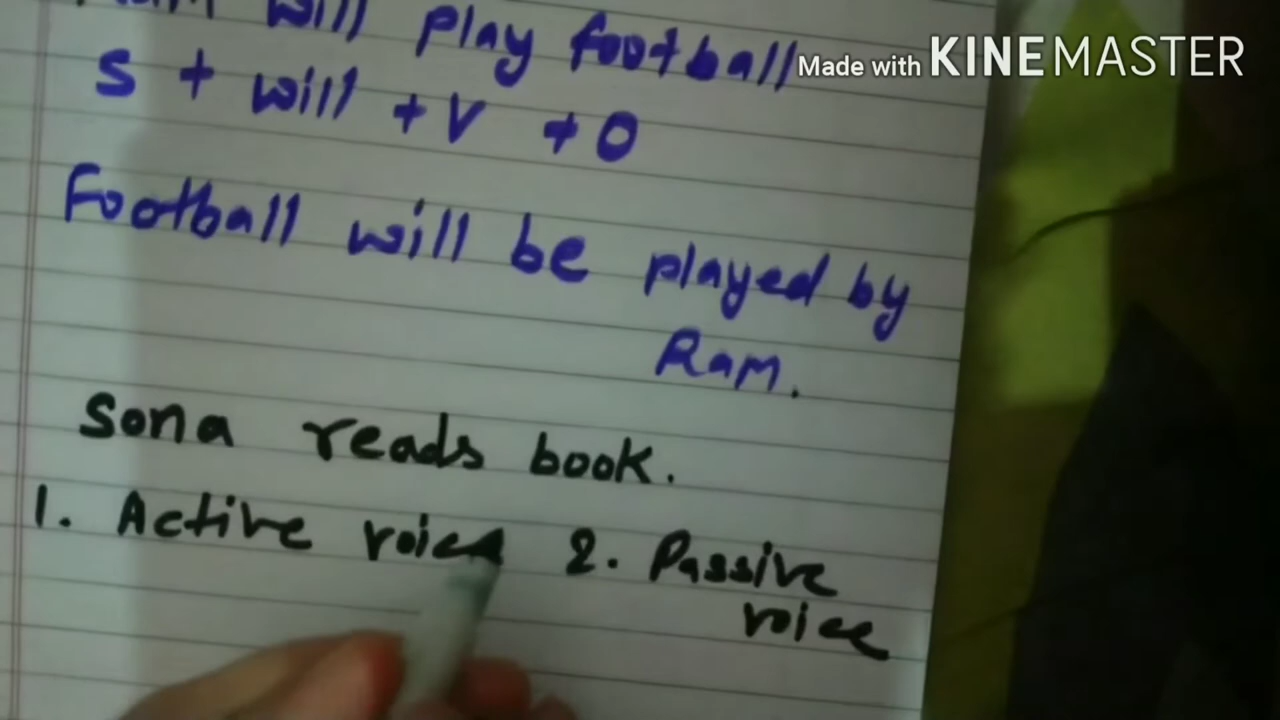 will play football
Made with KINEMASTER
S + will + V + O
Football will be played by
Ram.
Sona reads book.
1. Active voice 2. Passive
voice